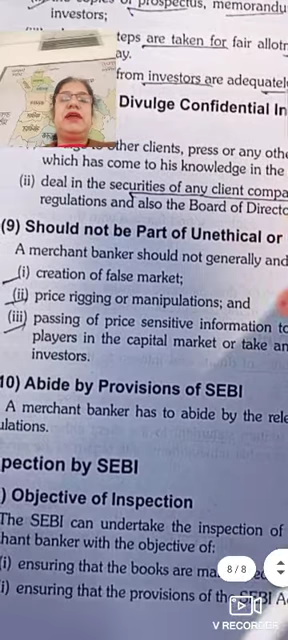 of prospectus, memorandu
investors;
teps are taken for fair allotn
ay.
from investors are adequatel
Divulge Confidential In
other clients, press or any othe
which has come to his knowledge in the
(ii) deal in the securities of any client compa
regulations and also the Board of Directo
(9) Should not be Part of Unethical or
A merchant banker should not generally and
(i) creation of false market;
(ii) price rigging or manipulations; and
(iii) passing of price sensitive information to
players in the capital market or take an
investors.
10) Abide by Provisions of SEBI
A merchant banker has to abide by the rele
ulations.
pection by SEBI
) Objective of Inspection
The SEBI can undertake the inspection of
hant banker with the objective of:
(i) ensuring that the books are ma
8/8
i) ensuring that the provisions of the SEBI A
V RECORDER